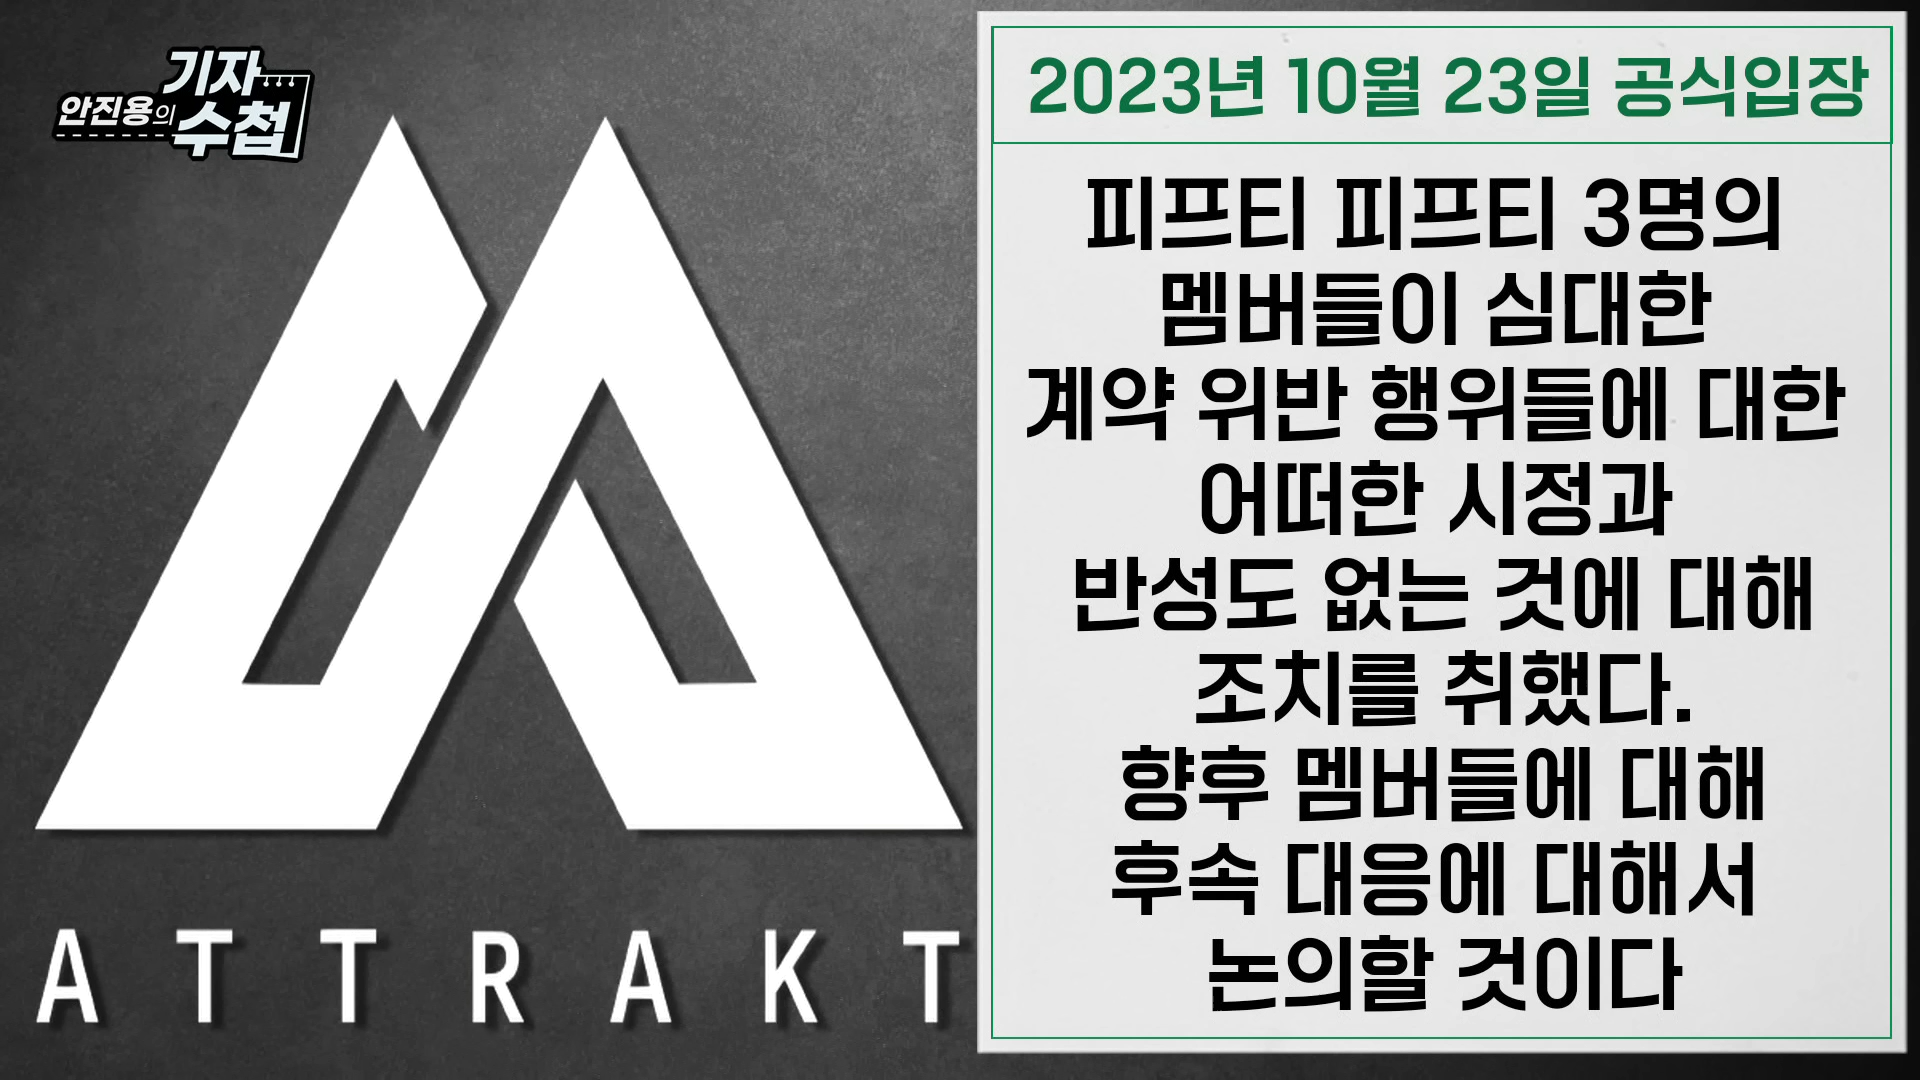 안진용의 기자수첩
ATTRAKT
2023년 10월 23일 공식입장
피프티 피프티 3명의
멤버들이 심대한
계약 위반 행위들에 대한
어떠한 시정과
반성도 없는 것에 대해
조치를 취했다.
향후 멤버들에 대해
후속 대응에 대해서
논의할 것이다